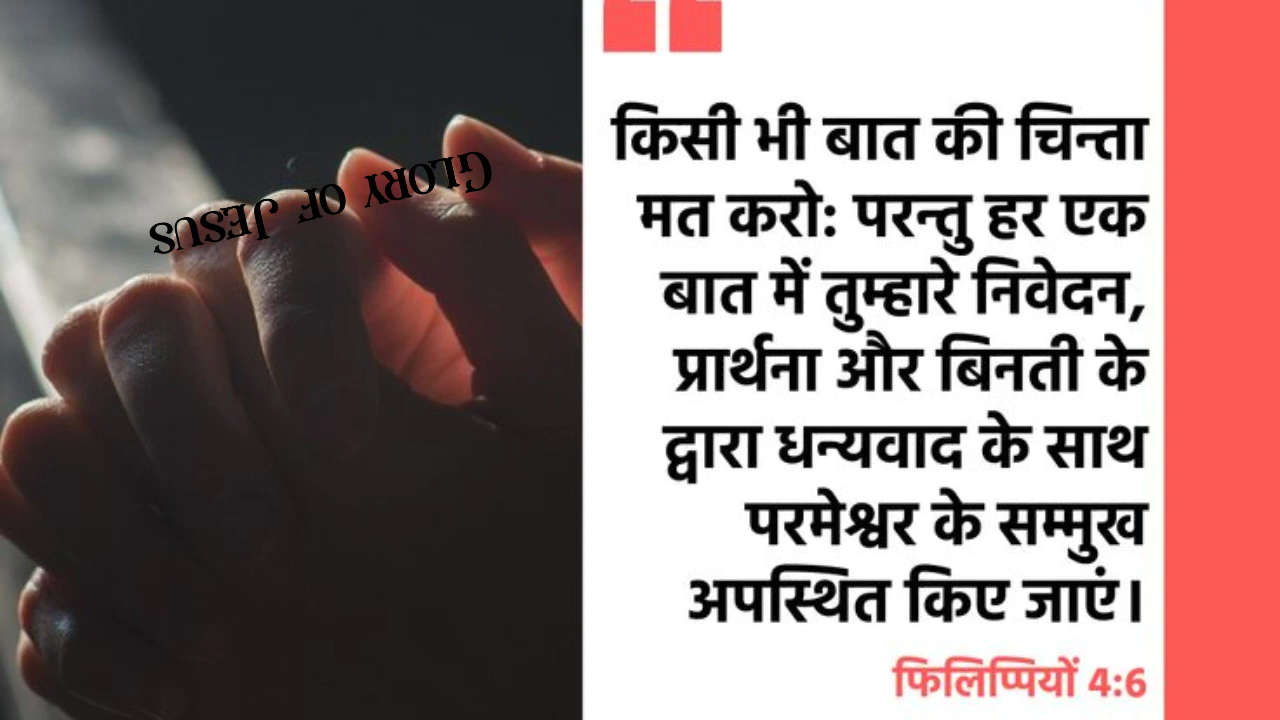 GLORY OF JESUS
किसी भी बात की चिन्ता
मत करो: परन्तु हर एक
बात में तुम्हारे निवेदन,
प्रार्थना और बिनती के
द्वारा धन्यवाद के साथ
परमेश्वर के सम्मुख
अपस्थित किए जाएं।
फिलिप्पियों 4:6